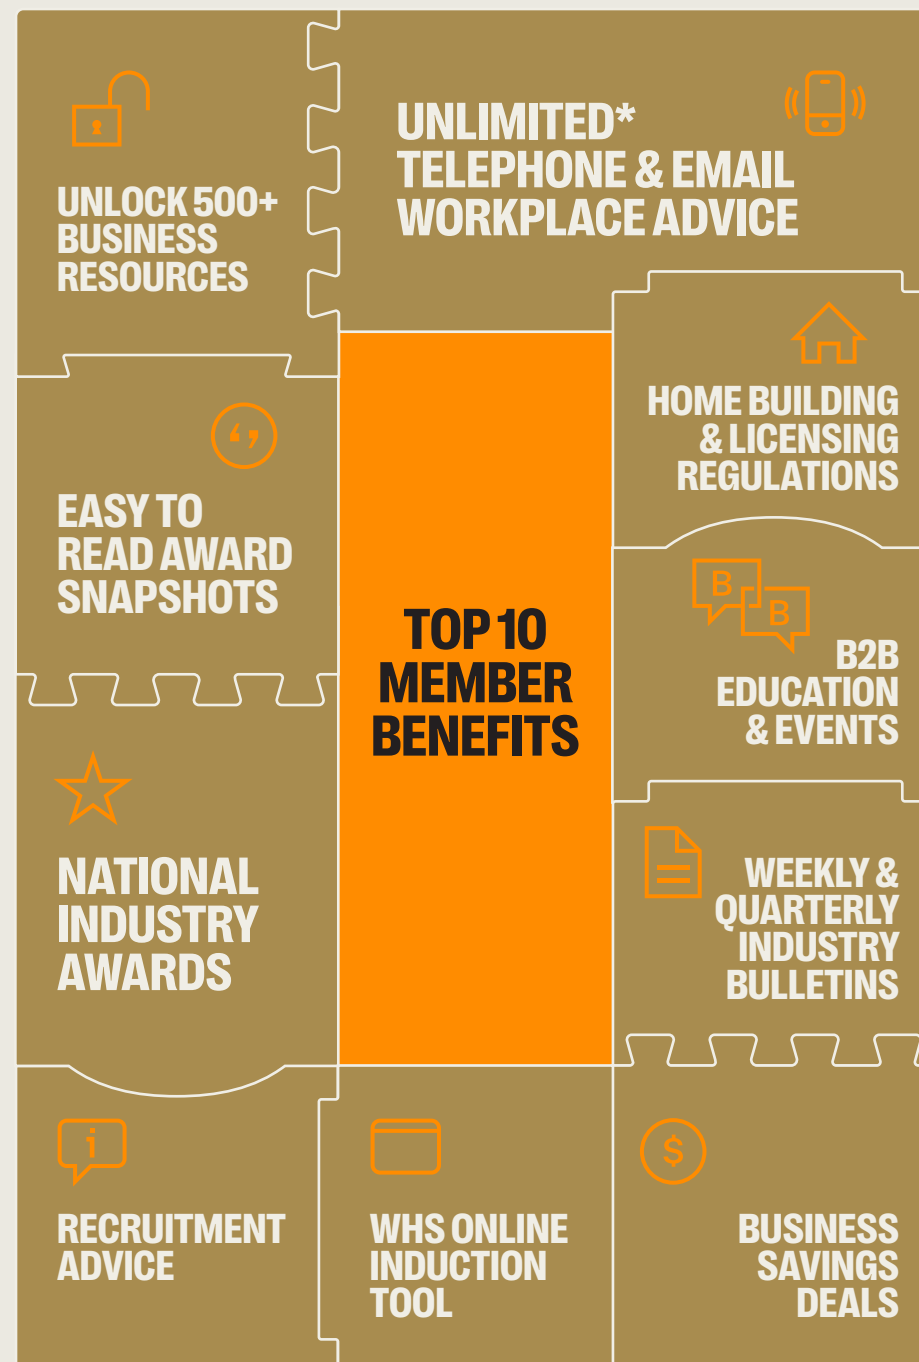 UNLOCK 500+
BUSINESS
RESOURCES
UNLIMITED*
TELEPHONE & EMAIL
WORKPLACE ADVICE
HOME BUILDING
& LICENSING
REGULATIONS
EASY TO
READ AWARD
SNAPSHOTS
TOP 10
MEMBER
BENEFITS
B
B
B2B
EDUCATION
& EVENTS
NATIONAL
INDUSTRY
AWARDS
WEEKLY &
QUARTERLY
INDUSTRY
BULLETINS
i
RECRUITMENT
ADVICE
WHS ONLINE
INDUCTION
TOOL
$
BUSINESS
SAVINGS
DEALS